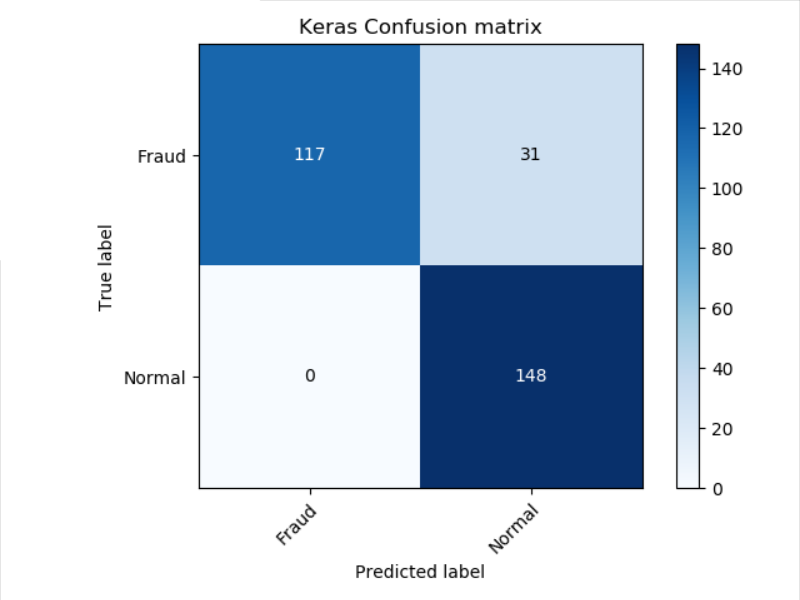 Keras Confusion matrix
Fraud
117
31
Normal
0
148
Fraud
Normal
True label
Predicted label
140
120
100
80
60
40
20
0